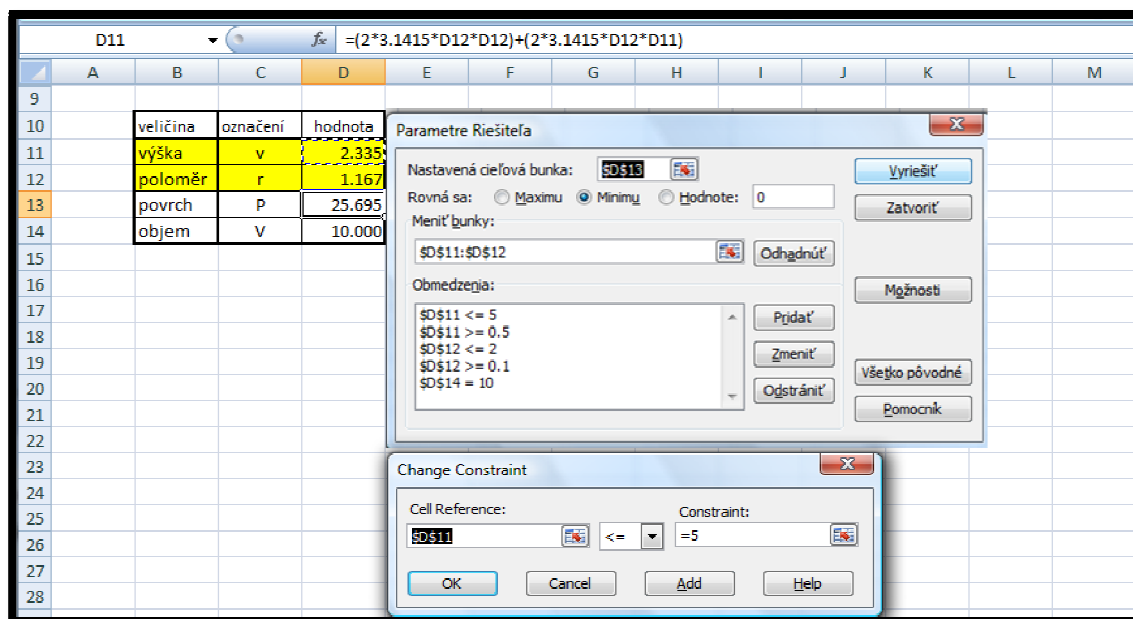 D11 fx =(2*3.1415*D12*D12)+(2*3.1415*D12*D11)
A B C D E F G H I J K L M
9
10 veličina označení hodnota
11 výška v 2.335
12 poloměr r 1.167
13 povrch P 25.695
14 objem V 10.000
15
16
17
18
19
20
21
22
23
24
25
26
27
28
Parametre Riešiteľa
Nastavená cieľová bunka: $D$13
Vyriešiť
Rovná sa: Maximu Minimu Hodnote: 0
Zatvoriť
Meniť bunky:
$D$11:$D$12
Odhadnúť
Obmedzenia:
Možnosti
$D$11 <= 5
$D$11 >= 0.5
$D$12 <= 2
$D$12 >= 0.1
$D$14 = 10
Pridať
Zmeniť
Odstrániť
Všetko pôvodné
Pomocník
Change Constraint
Cell Reference: Constraint:
$D$11 <= =5
OK Cancel Add Help